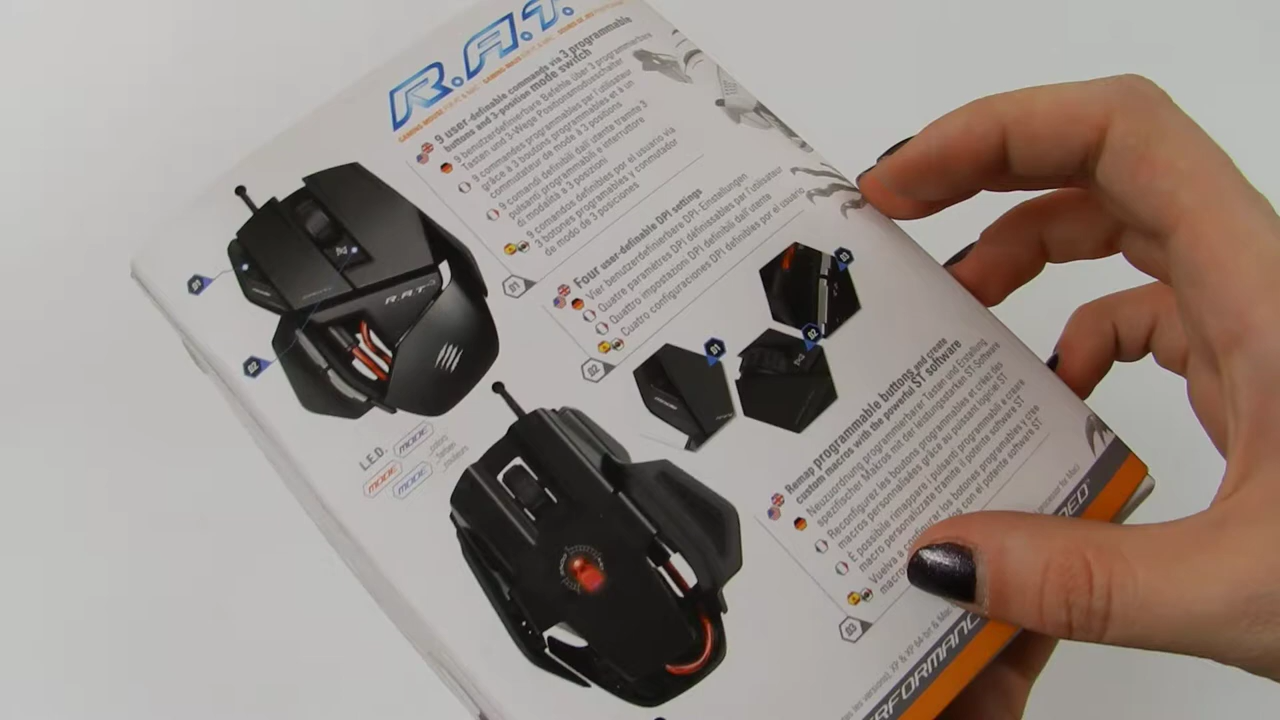 R.A.T.
9 user-definable commands via 3 programmable
buttons and 3-position mode switch
9 benutzerdefinierbare Befehle über 3 programmierbare
Tasten und 3-Wege Positionsmodusschalter
9 commandes programmables par l'utilisateur
grâce à 3 boutons programmables et à un
commutateur de mode à 3 positions
9 comandi definibili dall'utente tramite 3
pulsanti programmabili e interruttore
di modalità a 3 posizioni
9 comandos definibles por el usuario vía
3 botones programables y conmutador
de modo de 3 posiciones
01
Four user-definable DPI settings
Vier benutzerdefinierbare DPI-Einstellungen
Quatre paramètres DPI définissables par l'utilisateur
Quattro impostazioni DPI definibili dall'utente
Cuatro configuraciones DPI definibles por el usuario
02
01
02
R.A.T
03
02
01
L.E.D.
MODE
MODE
MODE
Remap programmable buttons and create
custom macros with the powerful ST software
Neuzuordnung programmierbarer Tasten und Erstellung
spezifischer Makros mit der leistungsstarken ST-Software
Reconfigurez les boutons programmables et créez des
macros personnalisées grâce au puissant logiciel ST
È possibile rimappare i pulsanti programmabili e creare
macro personalizzate tramite il potente software ST
Vuelva a configurar los botones programables y cree
con el potente software ST
03
XP & XP 64-bit & Mac